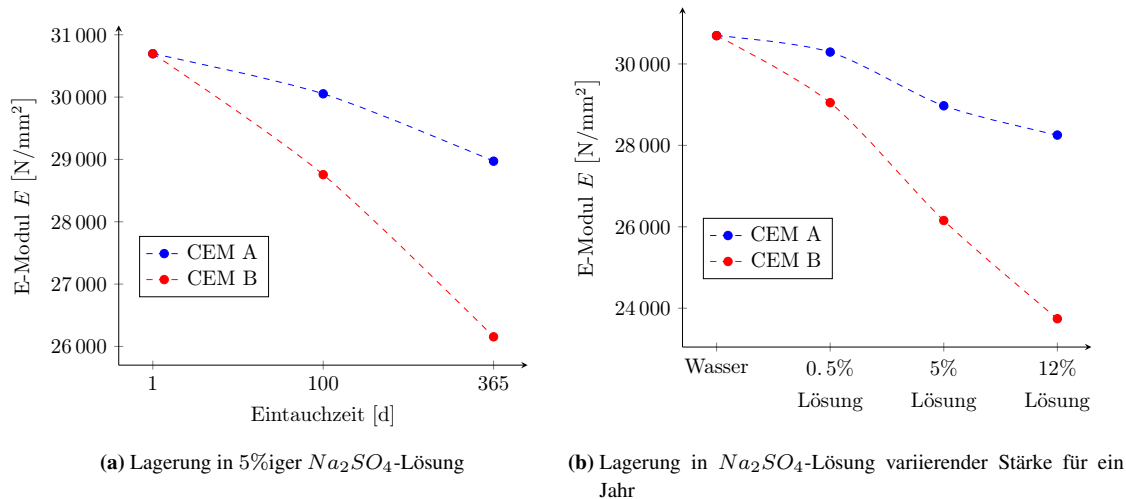 31 000
30 000
29 000
28 000
27 000
26 000
E-Modul E [N/mm²]
CEM A
CEM B
1
100
365
Eintauchzeit [d]
(a) Lagerung in 5%iger Na₂SO₄-Lösung
30 000
28 000
26 000
24 000
E-Modul E [N/mm²]
CEM A
CEM B
Wasser
0.5%
5%
12%
Lösung
Lösung
Lösung
(b) Lagerung in Na₂SO₄-Lösung variierender Stärke für ein
Jahr